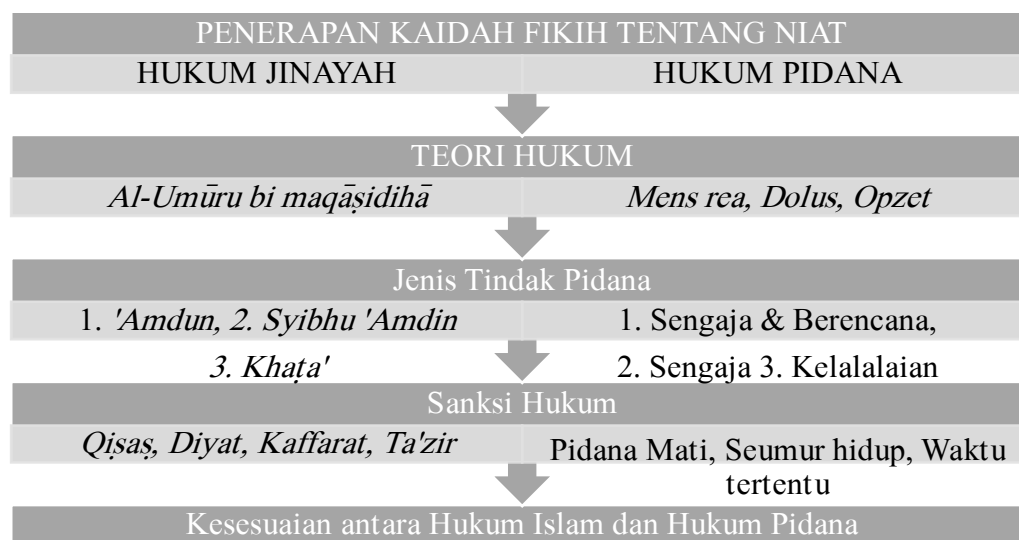 PENERAPAN KAIDAH FIKIH TENTANG NIAT
HUKUM JINAYAH
HUKUM PIDANA
TEORI HUKUM
Al-Umūru bi maqāṣidihā
Mens rea, Dolus, Opzet
Jenis Tindak Pidana
1. 'Amdun, 2. Syibhu 'Amdin
3. Khaṭa'
1. Sengaja & Berencana,
2. Sengaja 3. Kelalalaian
Sanksi Hukum
Qiṣaṣ, Diyat, Kaffarat, Ta'zir
Pidana Mati, Seumur hidup, Waktu
tertentu
Kesesuaian antara Hukum Islam dan Hukum Pidana